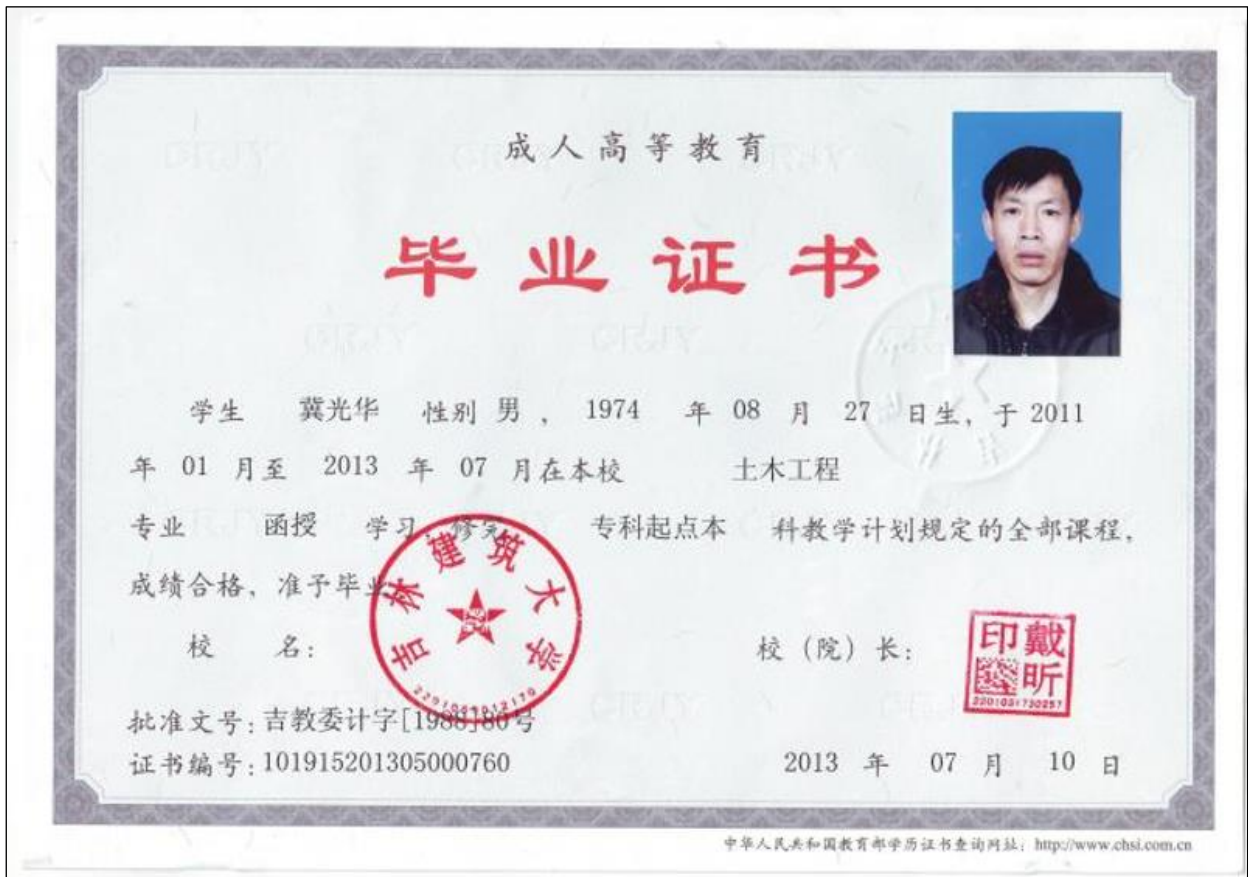 成人高等教育
毕业证书
学生 冀光华 性别 男 , 1974 年 08 月 27 日生, 于 2011
年 01 月至 2013 年 07 月在本校 土木工程
专业 函授 学习, 修完 专科起点本 科教学计划规定的全部课程,
成绩合格, 准予毕业
吉林建筑大学
校 名:
校 (院) 长:
戴昕印
2201051730257
批准文号: 吉教委计字[1988]80号
证书编号: 101915201305000760
2013 年 07 月 10 日
中华人民共和国教育部学历证书查询网址: http://www.chsi.com.cn